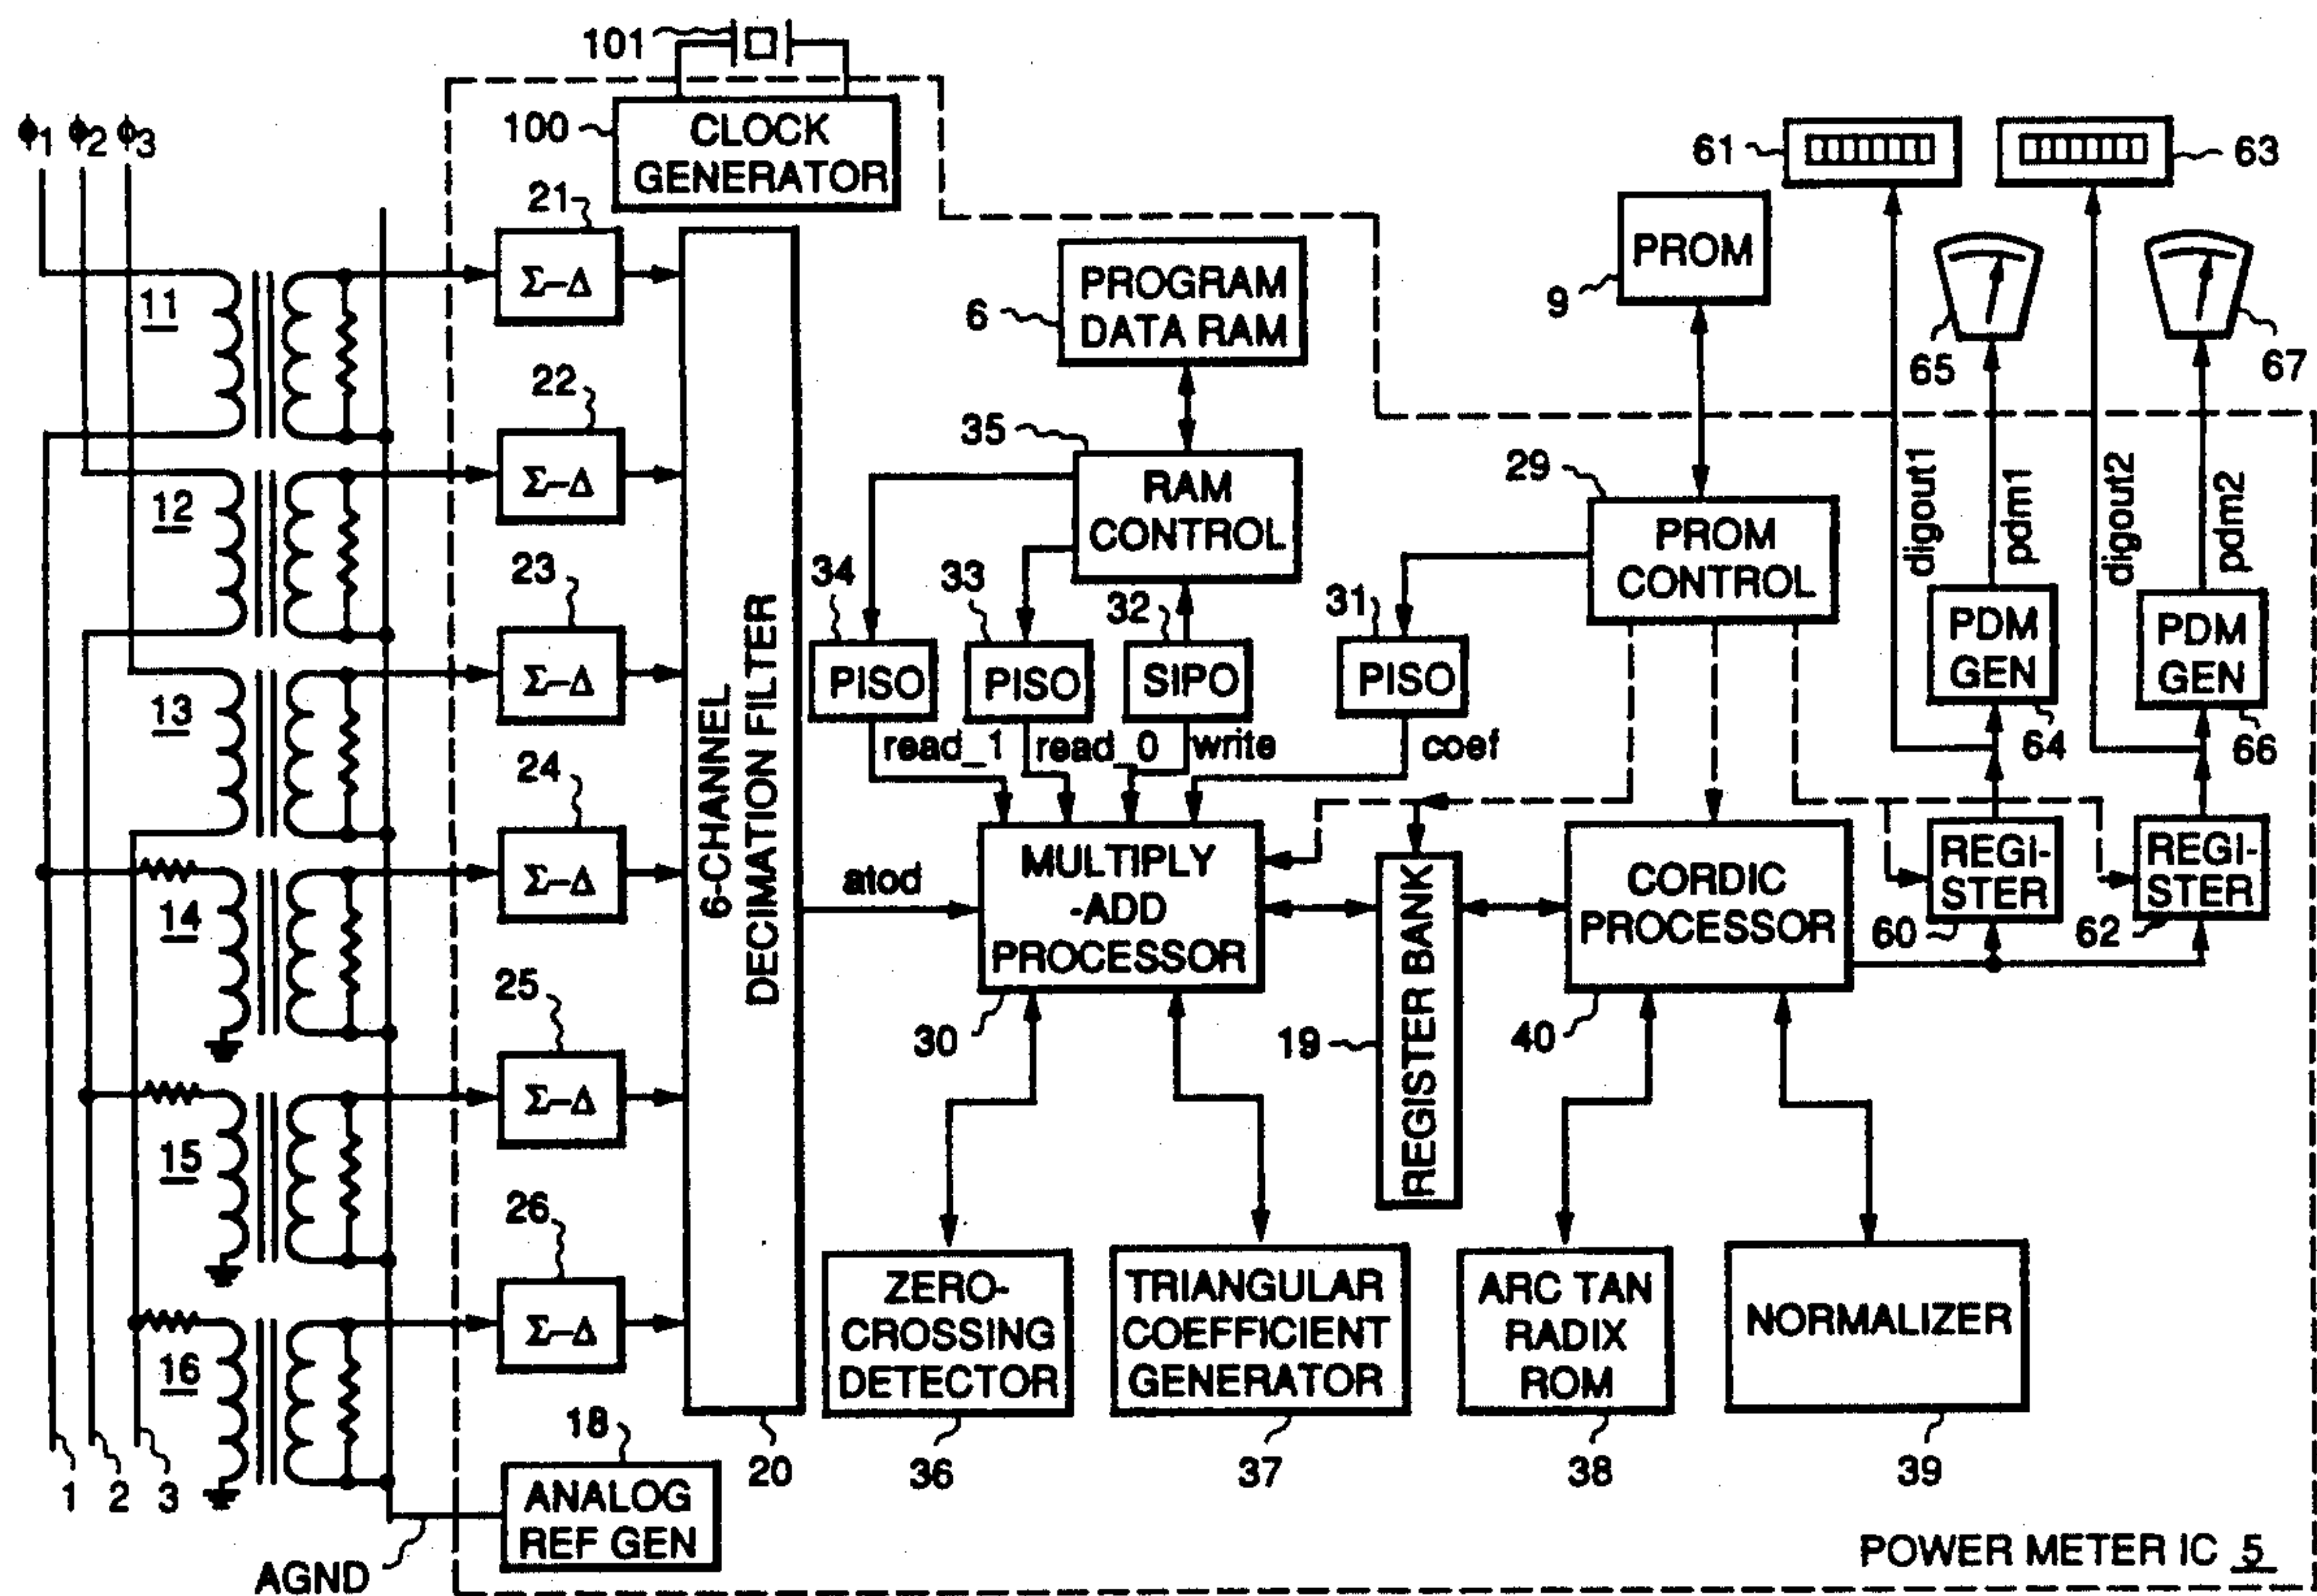 101
100
CLOCK
GENERATOR
ϕ1 ϕ2 ϕ3
61
63
21
Σ–Δ
11
PROGRAM
DATA RAM
6
PROM
9
65
67
22
Σ–Δ
12
35
RAM
CONTROL
29
PROM
CONTROL
digout1
pdm1
digout2
pdm2
23
Σ–Δ
13
34
PISO
33
PISO
32
SIPO
31
PISO
PDM
GEN
64
PDM
GEN
66
read_1
read_0
write
coef
6-CHANNEL
DECIMATION FILTER
20
24
Σ–Δ
14
atod
MULTIPLY
-ADD
PROCESSOR
30
REGISTER BANK
19
CORDIC
PROCESSOR
40
REGI-
STER
60
REGI-
STER
62
25
Σ–Δ
15
26
Σ–Δ
16
ZERO-
CROSSING
DETECTOR
36
TRIANGULAR
COEFFICIENT
GENERATOR
37
ARC TAN
RADIX
ROM
38
NORMALIZER
39
1 2 3
18
ANALOG
REF GEN
AGND
POWER METER IC 5